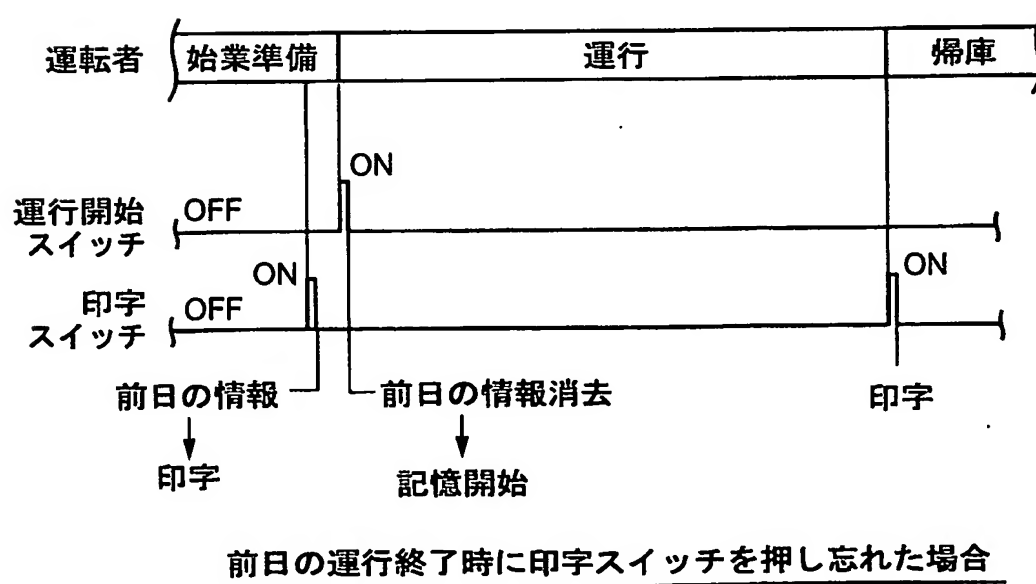 運転者 始業準備 運行 帰庫
ON
運行開始 OFF
スイッチ
ON ON
印字 OFF
スイッチ
前日の情報 前日の情報消去 印字
印字 記憶開始
前日の運行終了時に印字スイッチを押し忘れた場合